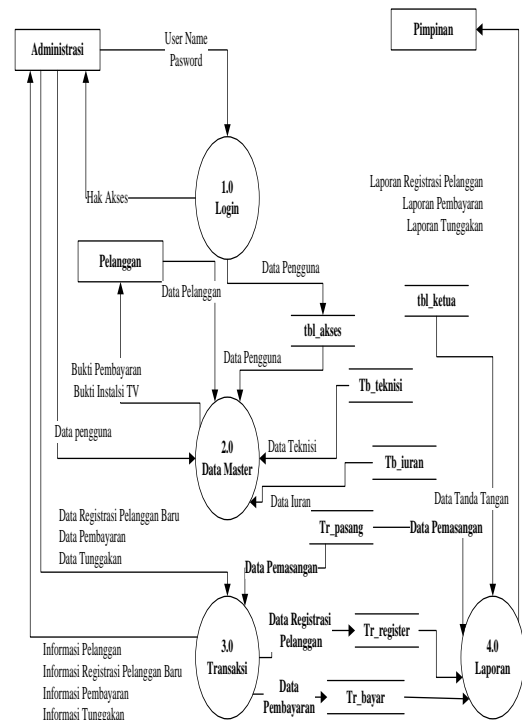 Administrasi
User Name
Pasword
Pimpinan
Hak Akses
1.0
Login
Laporan Registrasi Pelanggan
Laporan Pembayaran
Laporan Tunggakan
Pelanggan
Data Pelanggan
Data Pengguna
tbl_akses
tbl_ketua
Bukti Pembayaran
Bukti Instalsi TV
Data Pengguna
Tb_teknisi
Data pengguna
2.0
Data Master
Data Teknisi
Tb_iuran
Data Iuran
Data Tanda Tangan
Data Registrasi Pelanggan Baru
Data Pembayaran
Data Tunggakan
Tr_pasang
Data Pemasangan
Data Pemasangan
3.0
Transaksi
Data Registrasi
Pelanggan
Tr_register
4.0
Laporan
Data
Pembayaran
Tr_bayar
Informasi Pelanggan
Informasi Registrasi Pelanggan Baru
Informasi Pembayaran
Informasi Tunggakan